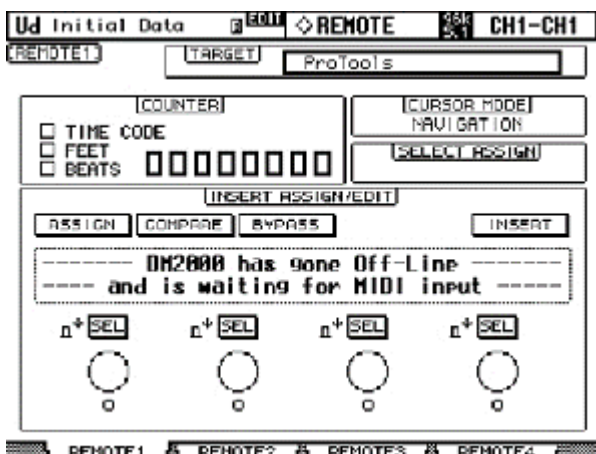 Ud Initial Data EDIT REMOTE 96k CH1-CH1
REMOTE1 TARGET ProTools
COUNTER CURSOR MODE
TIME CODE NAVIGATION
FEET SELECT ASSIGN
BEATS
INSERT ASSIGN/EDIT
ASSIGN COMPARE BYPASS INSERT
------- DM2000 has gone Off-Line -------
---- and is waiting for MIDI input -----
SEL SEL SEL SEL
REMOTE1 REMOTE2 REMOTE3 REMOTE4